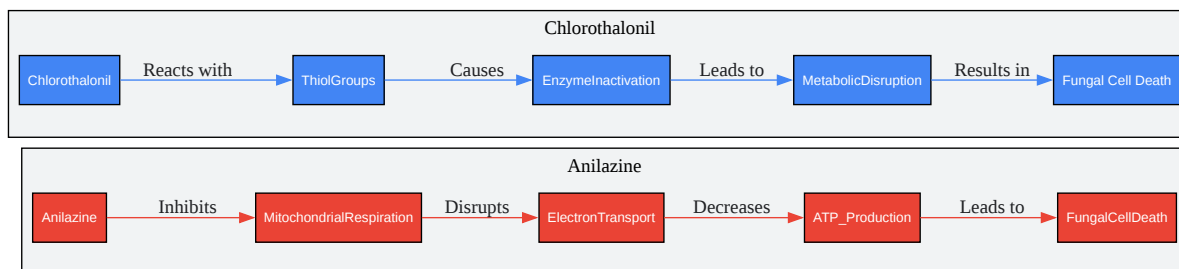 Chlorothalonil
Chlorothalonil Reacts with ThiolGroups Causes EnzymeInactivation Leads to MetabolicDisruption Results in Fungal Cell Death
Anilazine
Anilazine Inhibits MitochondrialRespiration Disrupts ElectronTransport Decreases ATP_Production Leads to FungalCellDeath